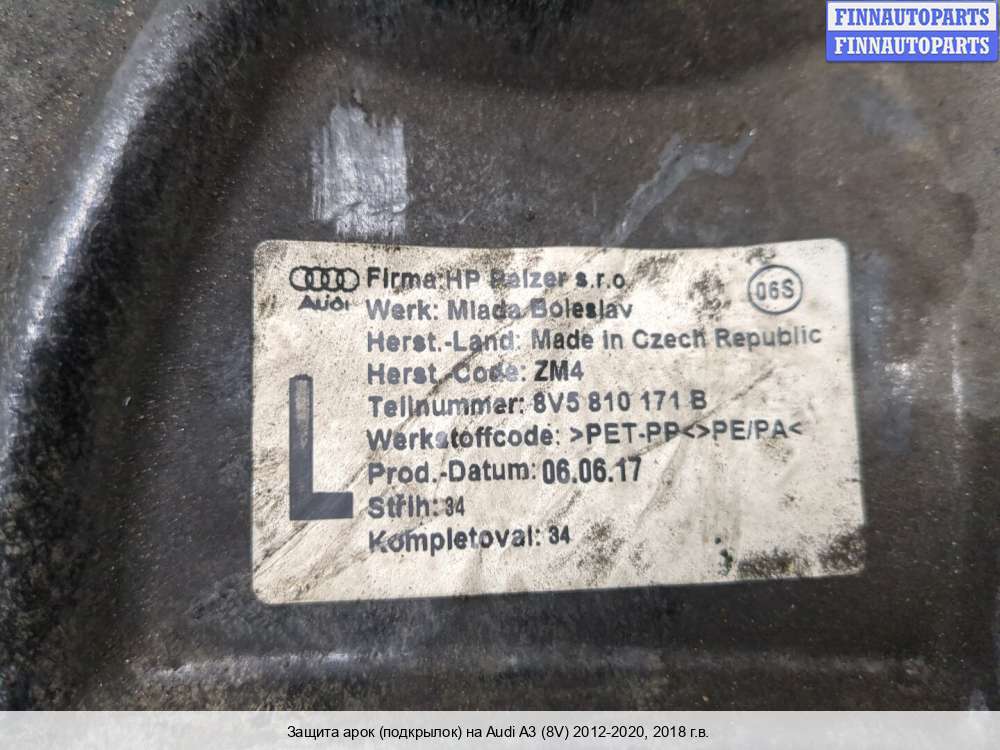 FINNAUTOPARTS
FINNAUTOPARTS
Audi
Firma: HP Pelzer s.r.o.
06S
Werk: Mlada Boleslav
Herst.-Land: Made in Czech Republic
Herst.-Code: ZM4
Teilnummer: 8V5 810 171 B
Werkstoffcode: >PET-PP<>PE/PA<
Prod.-Datum: 06.06.17
Střih: 34
Kompletoval: 34
L
Защита арок (подкрылок) на Audi A3 (8V) 2012-2020, 2018 г.в.